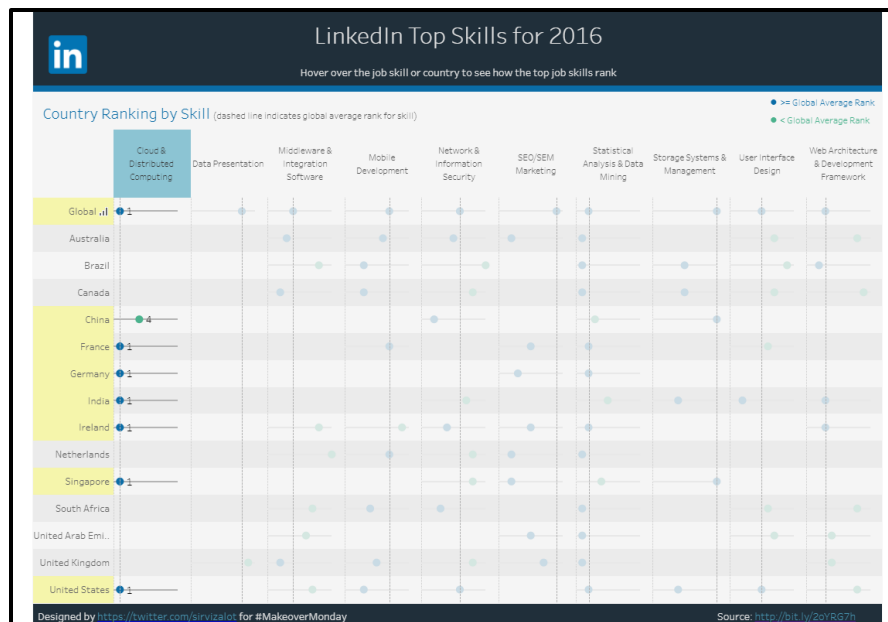 in
LinkedIn Top Skills for 2016
Hover over the job skill or country to see how the top job skills rank
>= Global Average Rank
< Global Average Rank
Country Ranking by Skill (dashed line indicates global average rank for skill)
Cloud &
Distributed
Computing
Data Presentation
Middleware &
Integration
Software
Mobile
Development
Network &
Information
Security
SEO/SEM
Marketing
Statistical
Analysis & Data
Mining
Storage Systems &
Management
User Interface
Design
Web Architecture
& Development
Framework
Global 1
Australia
Brazil
Canada
China 4
France 1
Germany 1
India 1
Ireland 1
Netherlands
Singapore 1
South Africa
United Arab Emi..
United Kingdom
United States 1
Designed by https://twitter.com/sirvizalot for #MakeoverMonday
Source: http://bit.ly/2oYRG7h